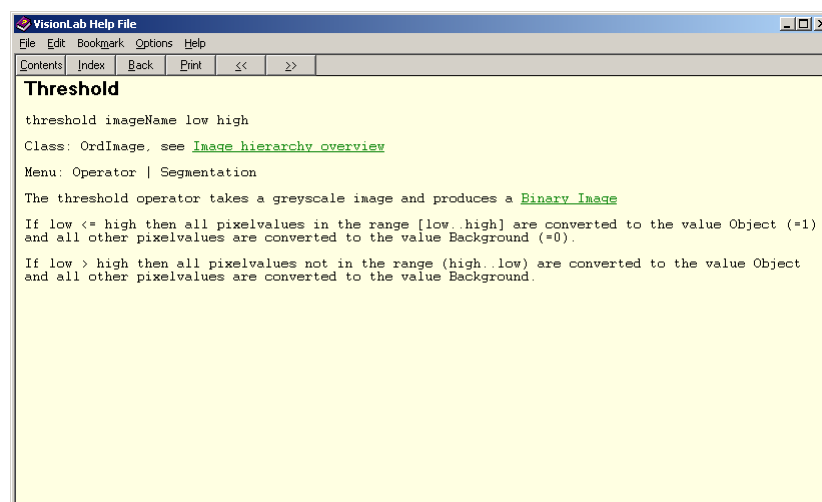 VisionLab Help File
File Edit Bookmark Options Help
Contents Index Back Print << >>
Threshold
threshold imageName low high
Class: OrdImage, see Image hierarchy overview
Menu: Operator | Segmentation
The threshold operator takes a greyscale image and produces a Binary Image
If low <= high then all pixelvalues in the range [low..high] are converted to the value Object (=1)
and all other pixelvalues are converted to the value Background (=0).
If low > high then all pixelvalues not in the range (high..low) are converted to the value Object
and all other pixelvalues are converted to the value Background.